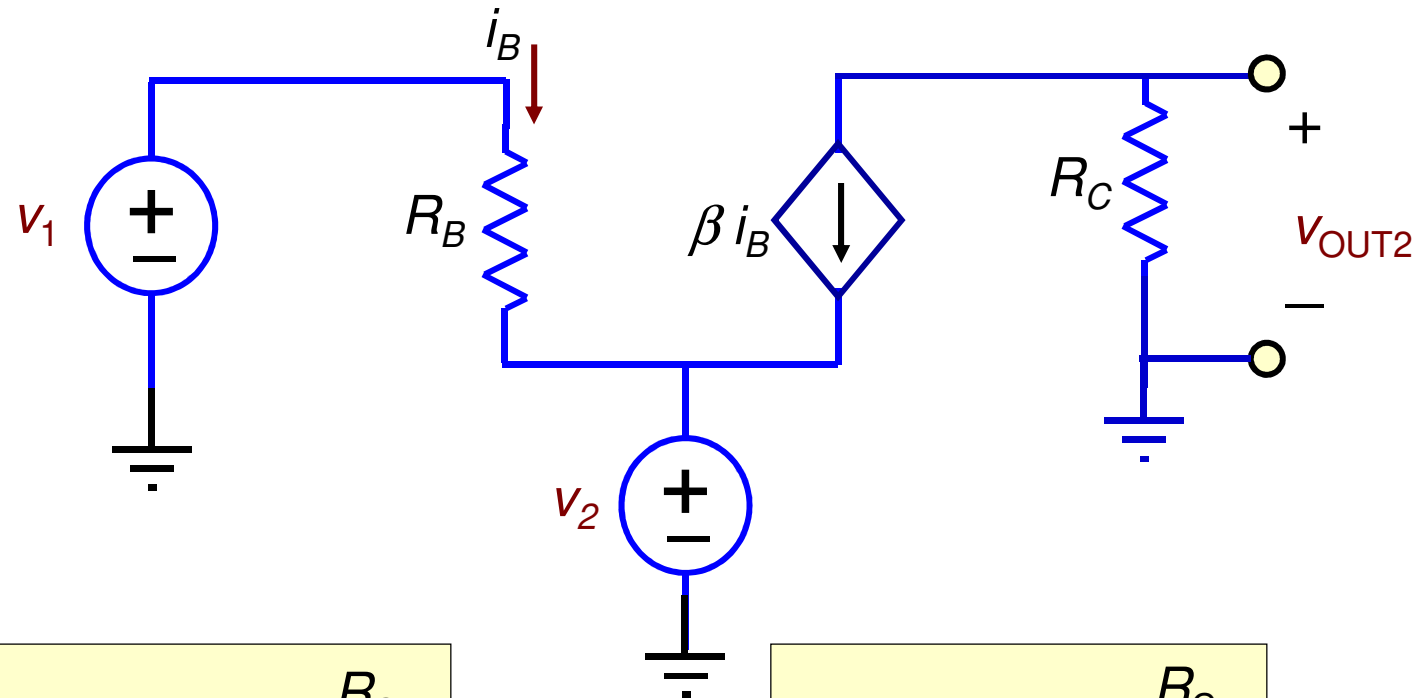 i_B
v_1
+
−
R_B
β i_B
R_C
+
v_OUT2
−
v_2
+
−